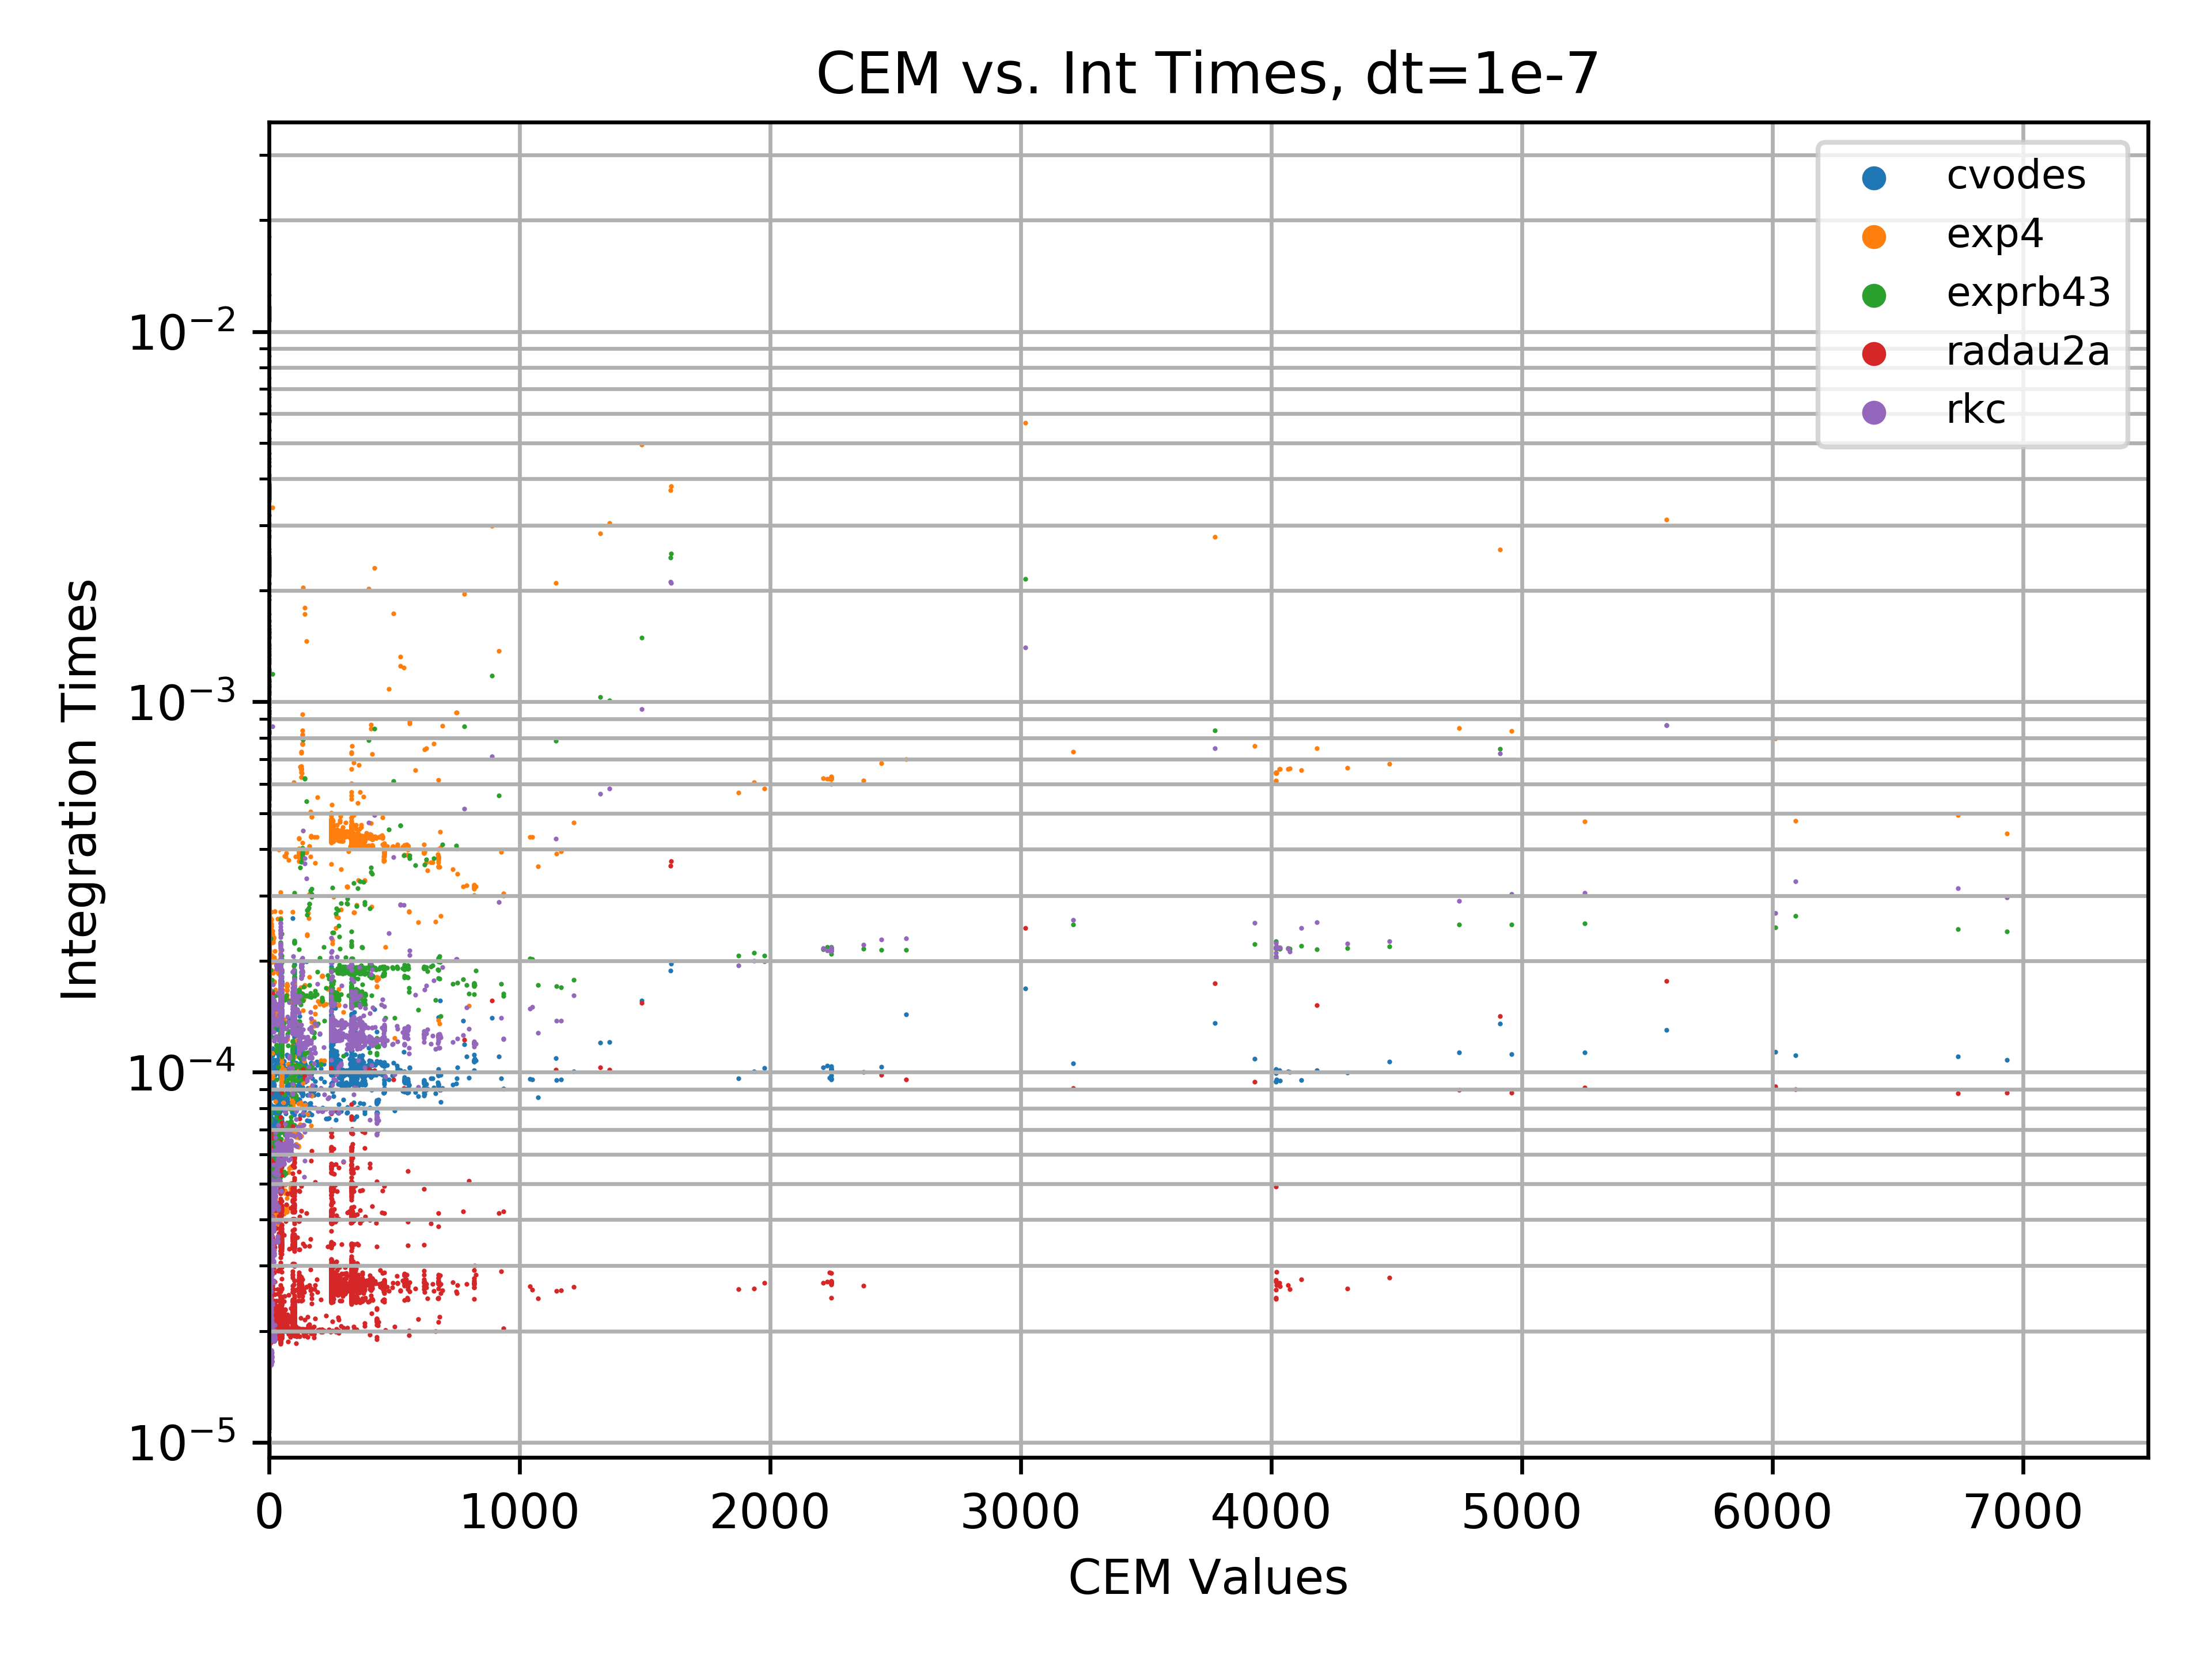 CEM vs. Int Times, dt=1e-7
cvodes
exp4
exprb43
radau2a
rkc
Integration Times
10⁻²
10⁻³
10⁻⁴
10⁻⁵
0 1000 2000 3000 4000 5000 6000 7000
CEM Values